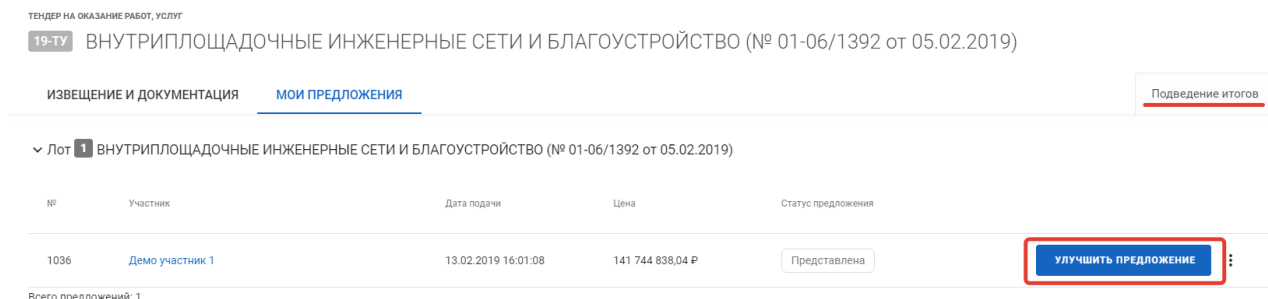 ТЕНДЕР НА ОКАЗАНИЕ РАБОТ, УСЛУГ
19-ТУ ВНУТРИПЛОЩАДОЧНЫЕ ИНЖЕНЕРНЫЕ СЕТИ И БЛАГОУСТРОЙСТВО (№ 01-06/1392 от 05.02.2019)
ИЗВЕЩЕНИЕ И ДОКУМЕНТАЦИЯ МОИ ПРЕДЛОЖЕНИЯ Подведение итогов
Лот 1 ВНУТРИПЛОЩАДОЧНЫЕ ИНЖЕНЕРНЫЕ СЕТИ И БЛАГОУСТРОЙСТВО (№ 01-06/1392 от 05.02.2019)
№ Участник Дата подачи Цена Статус предложения
1036 Демо участник 1 13.02.2019 16:01:08 141 744 838,04 ₽ Представлена УЛУЧШИТЬ ПРЕДЛОЖЕНИЕ
Всего предложений: 1